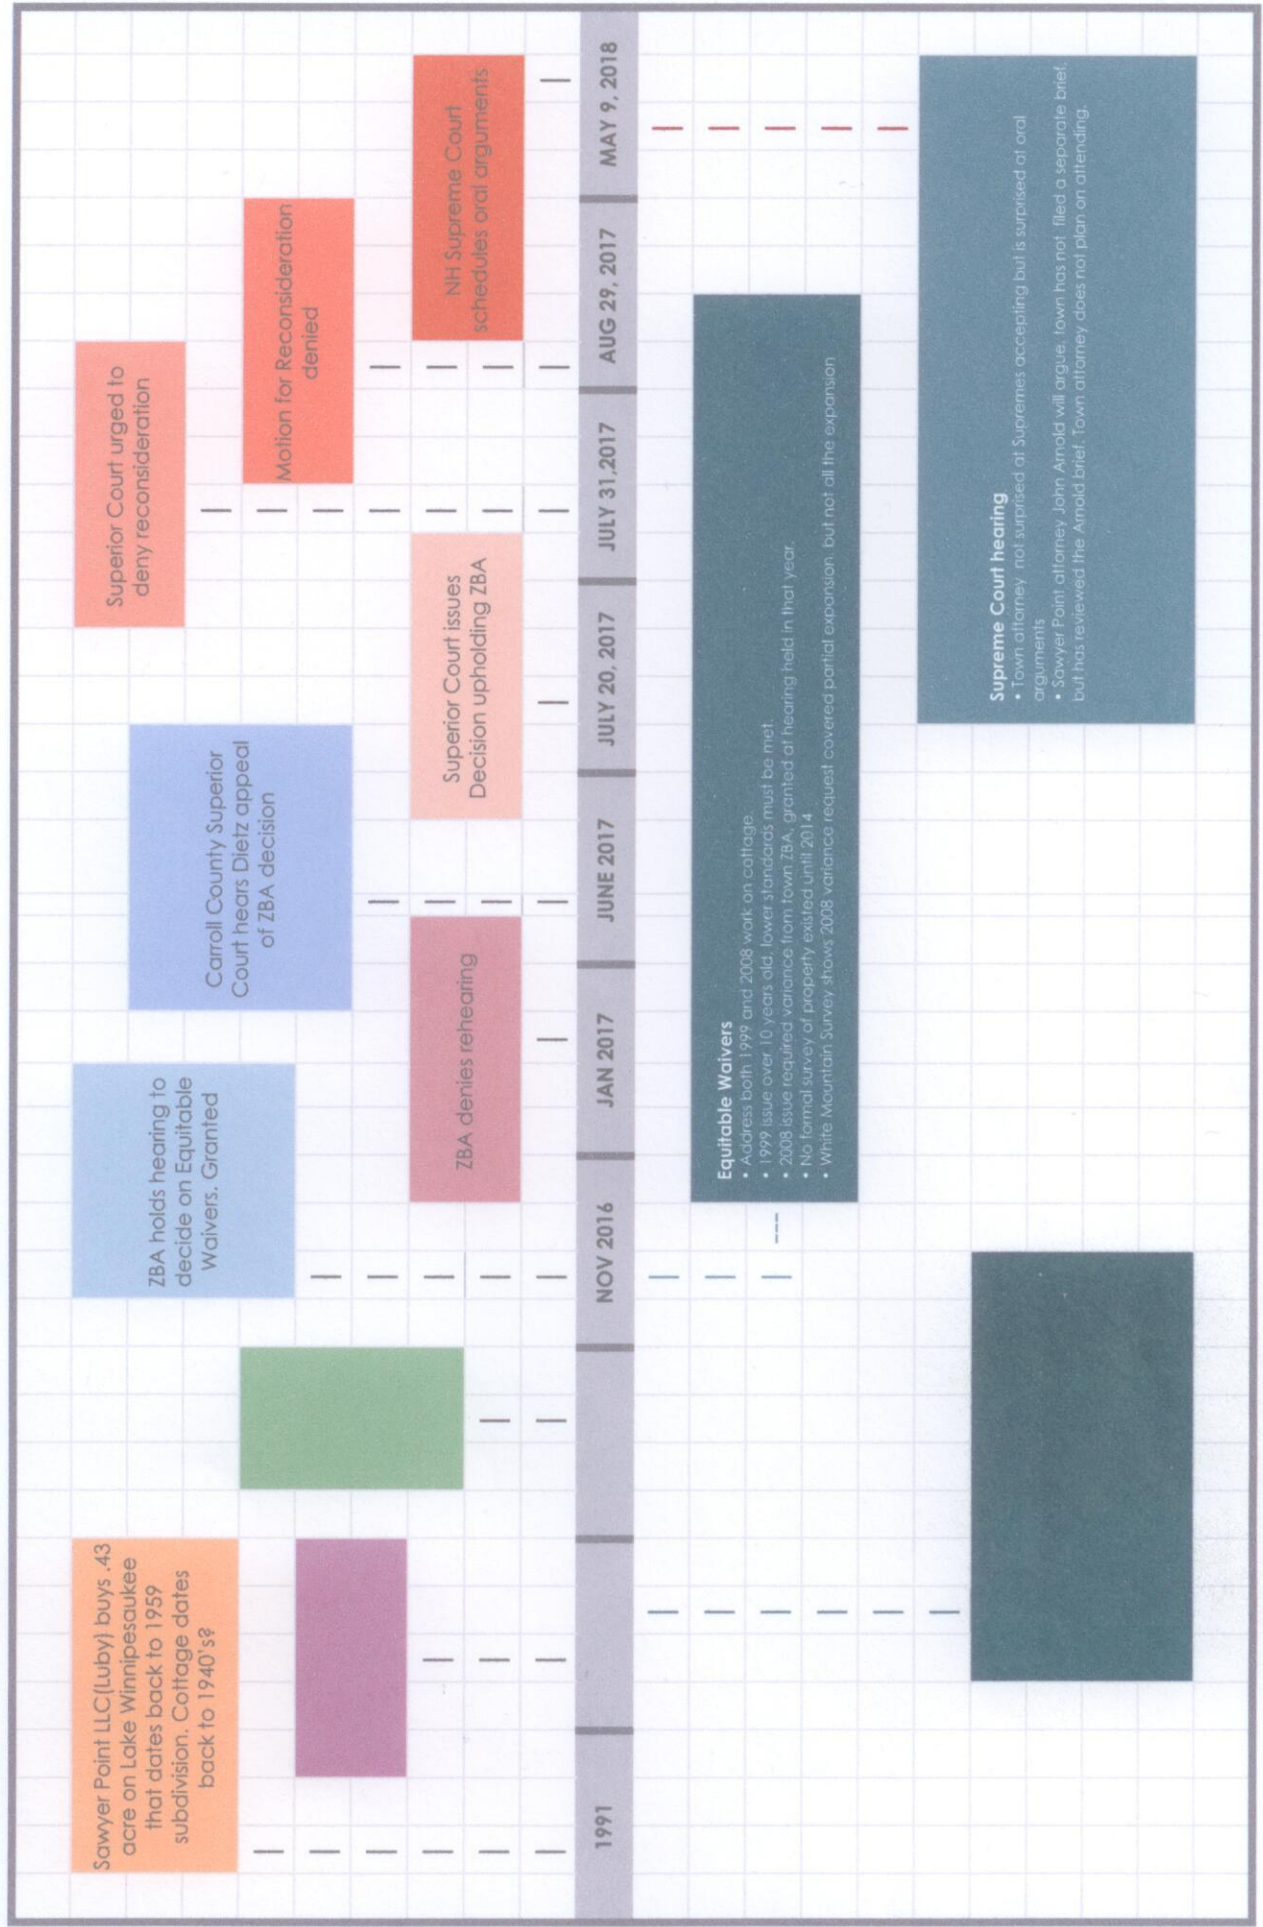 Sawyer Point LLC(Luby) buys .43
acre on Lake Winnipesaukee
that dates back to 1959
subdivision. Cottage dates
back to 1940's?
ZBA holds hearing to
decide on Equitable
Waivers. Granted
ZBA denies rehearing
Carroll County Superior
Court hears Dietz appeal
of ZBA decision
Superior Court issues
Decision upholding ZBA
Superior Court urged to
deny reconsideration
Motion for Reconsideration
denied
NH Supreme Court
schedules oral arguments
1991
NOV 2016
JAN 2017
JUNE 2017
JULY 20, 2017
JULY 31,2017
AUG 29, 2017
MAY 9, 2018
Equitable Waivers
• Address both 1999 and 2008 work on cottage.
• 1999 issue over 10 years old, lower standards must be met.
• 2008 issue required variance from town ZBA, granted at hearing held in that year.
• No formal survey of property existed until 2014
• White Mountain Survey shows 2008 variance request covered partial expansion, but not all the expansion
Supreme Court hearing
• Town attorney not surprised at Supremes accepting but is surprised at oral
arguments
• Sawyer Point attorney John Arnold will argue, town has not filed a separate brief,
but has reviewed the Arnold brief. Town attorney does not plan on attending.